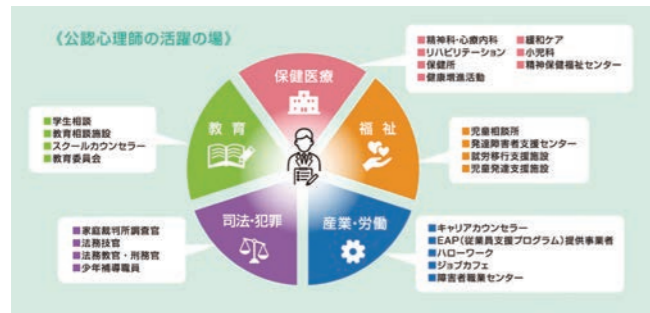 《公認心理師の活躍の場》
保健医療
■精神科・心療内科
■リハビリテーション
■保健所
■健康増進活動
■緩和ケア
■小児科
■精神保健福祉センター
教育
■学生相談
■教育相談施設
■スクールカウンセラー
■教育委員会
福祉
■児童相談所
■発達障害者支援センター
■就労移行支援施設
■児童発達支援施設
司法・犯罪
■家庭裁判所調査官
■法務技官
■法務教官・刑務官
■少年補導職員
産業・労働
■キャリアカウンセラー
■EAP(従業員支援プログラム)提供事業者
■ハローワーク
■ジョブカフェ
■障害者職業センター